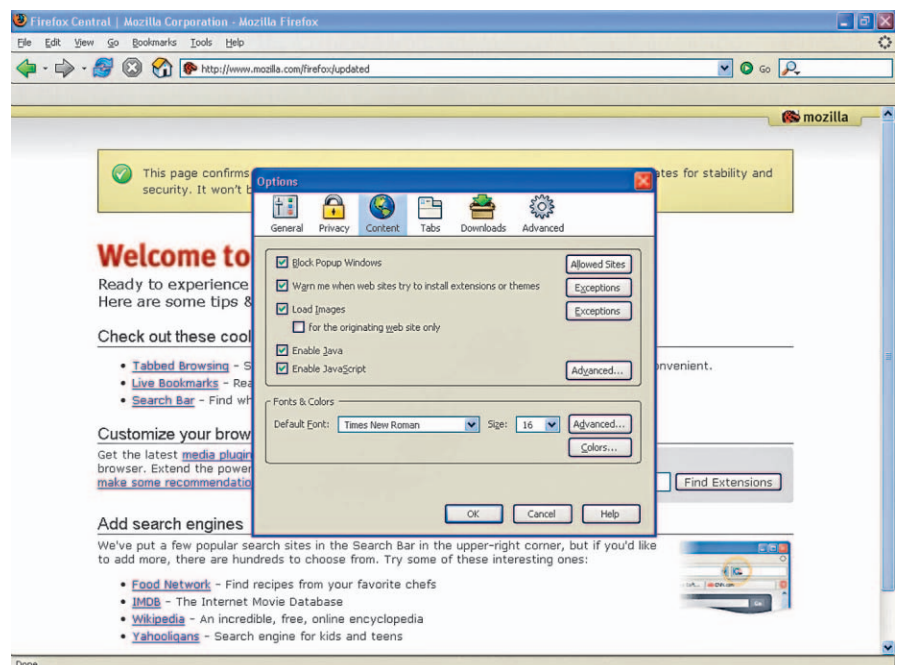 Firefox Central | Mozilla Corporation - Mozilla Firefox
File Edit View Go Bookmarks Tools Help
http://www.mozilla.com/firefox/updated Go
mozilla
This page confirms tes for stability and
security. It won't b
Options
General Privacy Content Tabs Downloads Advanced
Block Popup Windows Allowed Sites
Warn me when web sites try to install extensions or themes Exceptions
Load Images Exceptions
for the originating web site only
Enable Java
Enable JavaScript Advanced...
Fonts & Colors
Default Font: Times New Roman Size: 16 Advanced...
Colors...
OK Cancel Help
Welcome to
Ready to experience
Here are some tips &
Check out these cool
• Tabbed Browsing - S nvenient.
• Live Bookmarks - Rea
• Search Bar - Find wh
Customize your brow
Get the latest media plugin
browser. Extend the power
make some recommendatio Find Extensions
Add search engines
We've put a few popular search sites in the Search Bar in the upper-right corner, but if you'd like
to add more, there are hundreds to choose from. Try some of these interesting ones:
• Food Network - Find recipes from your favorite chefs
• IMDB - The Internet Movie Database
• Wikipedia - An incredible, free, online encyclopedia
• Yahooligans - Search engine for kids and teens
Done